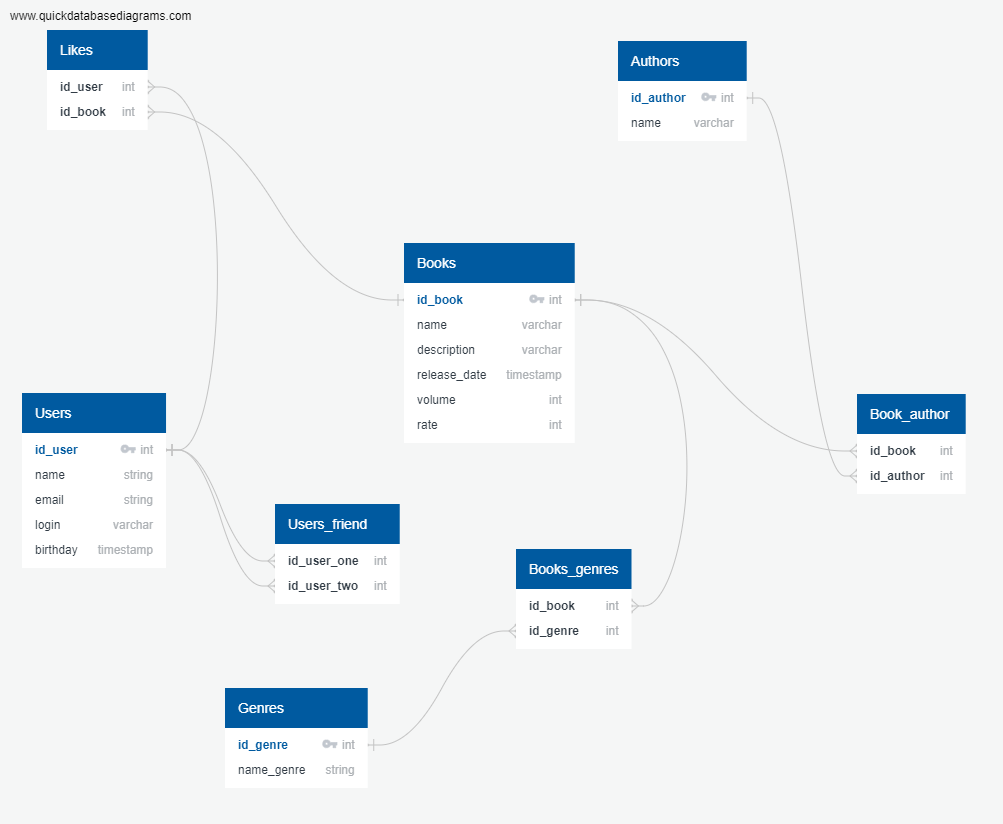 www.quickdatabasediagrams.com
Likes
id_user int
id_book int
Authors
id_author int
name varchar
Books
id_book int
name varchar
description varchar
release_date timestamp
volume int
rate int
Users
id_user int
name string
email string
login varchar
birthday timestamp
Book_author
id_book int
id_author int
Users_friend
id_user_one int
id_user_two int
Books_genres
id_book int
id_genre int
Genres
id_genre int
name_genre string